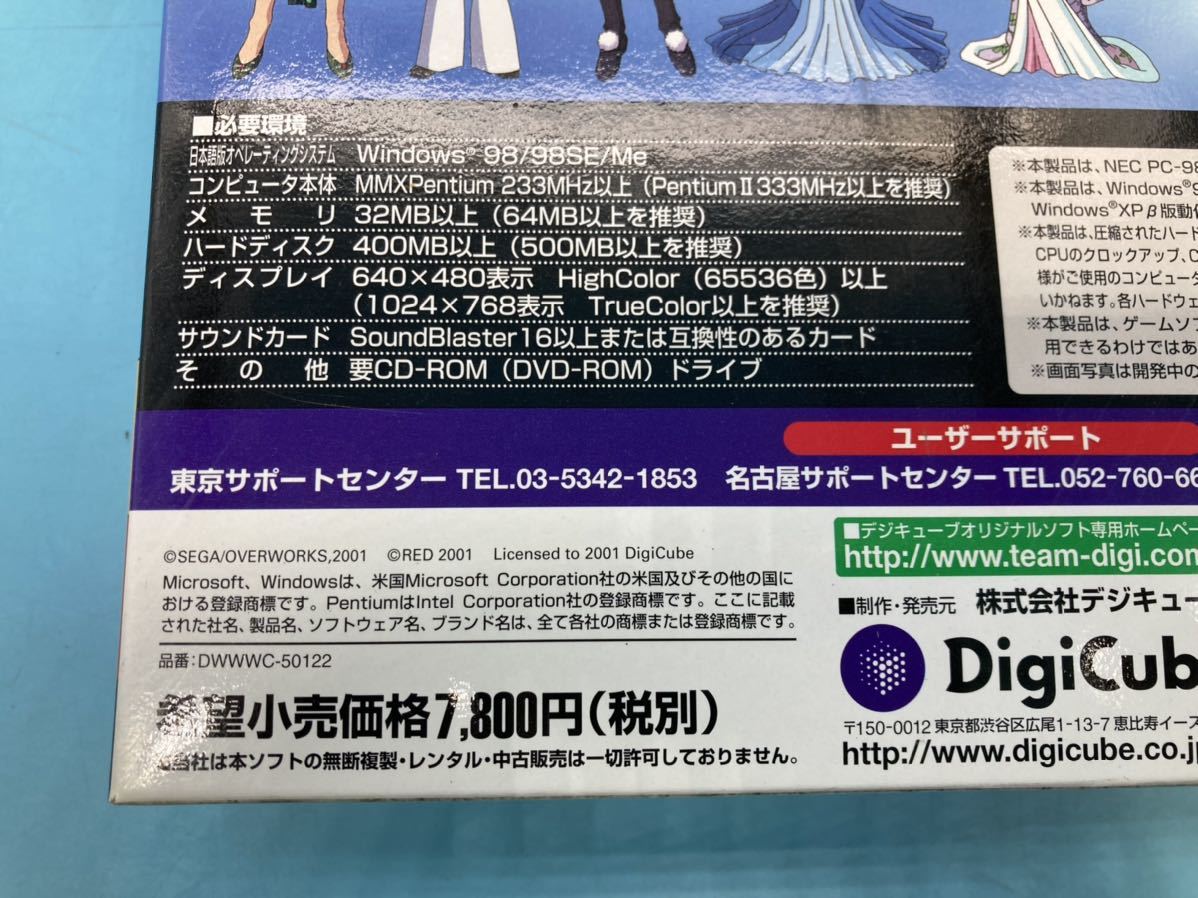 ■必要環境
日本語版オペレーティングシステム Windows® 98/98SE/Me
コンピュータ本体 MMXPentium 233MHz以上（PentiumⅡ333MHz以上を推奨）
メモリ 32MB以上（64MB以上を推奨）
ハードディスク 400MB以上（500MB以上を推奨）
ディスプレイ 640×480表示 HighColor（65536色）以上
（1024×768表示 TrueColor以上を推奨）
サウンドカード SoundBlaster16以上または互換性のあるカード
その他 要CD-ROM（DVD-ROM）ドライブ
※本製品は、NEC PC-98
※本製品は、Windows®9
Windows®XP β版動作
※本製品は、圧縮されたハード
CPUのクロックアップ、C
様がご使用のコンピュータ
いかねます。各ハードウェ
※本製品は、ゲームソフ
用できるわけではあ
※画面写真は開発中の
ユーザーサポート
東京サポートセンター TEL.03-5342-1853 名古屋サポートセンター TEL.052-760-66
©SEGA/OVERWORKS,2001 ©RED 2001 Licensed to 2001 DigiCube
Microsoft、Windowsは、米国Microsoft Corporation社の米国及びその他の国に
おける登録商標です。PentiumはIntel Corporation社の登録商標です。ここに記載
された社名、製品名、ソフトウェア名、ブランド名は、全て各社の商標または登録商標です。
品番：DWWWC-50122
希望小売価格7,800円（税別）
当社は本ソフトの無断複製・レンタル・中古販売は一切許可しておりません。
■デジキューブオリジナルソフト専用ホームペー
http://www.team-digi.com
■制作・発売元 株式会社デジキュー
DigiCube
〒150-0012 東京都渋谷区広尾1-13-7 恵比寿イース
http://www.digicube.co.jp